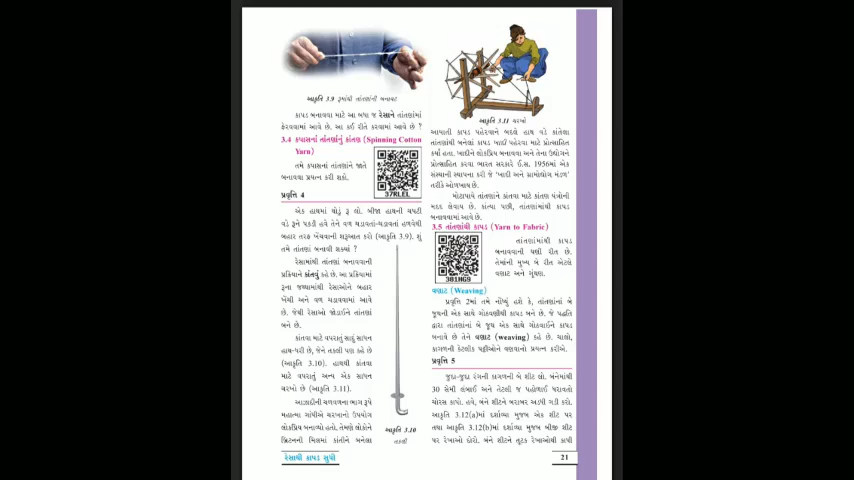 આકૃતિ 3.9 રૂમાંથી તાંતણાંની બનાવટ
કાપડ બનાવવા માટે આ બધા જ રેસાને તાંતણાંમાં
ફેરવવામાં આવે છે. આ કઈ રીતે કરવામાં આવે છે ?
3.4 કપાસનાં તાંતણાંનું કાંતણ (Spinning Cotton
Yarn)
તમે કપાસનાં તાંતણાંને જાતે
બનાવવા પ્રયત્ન કરી શકો.
37RLEL
પ્રવૃત્તિ 4
એક હાથમાં થોડું રૂ લો. બીજા હાથની ચપટી
વડે રૂને પકડી હવે તેને વળ ચડાવતાં-ચડાવતાં હળવેથી
બહાર તરફ ખેંચવાની શરૂઆત કરો (આકૃતિ 3.9). શું
તમે તાંતણાં બનાવી શક્યાં ?
રેસામાંથી તાંતણાં બનાવવાની
પ્રક્રિયાને કાંતવું કહે છે. આ પ્રક્રિયામાં
રૂના જથ્થામાંથી રેસાઓને બહાર
ખેંચી અને વળ ચડાવવામાં આવે
છે. જેથી રેસાઓ જોડાઈને તાંતણાં
બને છે.
કાંતવા માટે વપરાતું સાદું સાધન
હાથ-ધરી છે, જેને તકલી પણ કહે છે
(આકૃતિ 3.10). હાથથી કાંતવા
માટે વપરાતું અન્ય એક સાધન
ચરખો છે (આકૃતિ 3.11).
આઝાદીની ચળવળના ભાગ રૂપે
મહાત્મા ગાંધીએ ચરખાનો ઉપયોગ
લોકપ્રિય બનાવ્યો હતો. તેમણે લોકોને
બ્રિટનની મિલમાં કાંતીને બનેલા
આકૃતિ 3.10
તકલી
આકૃતિ 3.11 ચરખો
આયાતી કાપડ પહેરવાને બદલે હાથ વડે કાંતેલા
તાંતણાંથી બનેલાં કાપડ ખાદી પહેરવા માટે પ્રોત્સાહિત
કર્યા હતા. ખાદીને લોકપ્રિય બનાવવા અને તેના ઉદ્યોગને
પ્રોત્સાહિત કરવા ભારત સરકારે ઈ.સ. 1956માં એક
સંસ્થાની સ્થાપના કરી જે 'ખાદી અને ગ્રામોદ્યોગ મંડળ'
તરીકે ઓળખાય છે.
મોટાપાયે તાંતણાંને કાંતવા માટે કાંતણ યંત્રોની
મદદ લેવાય છે. કાંત્યા પછી, તાંતણાંમાંથી કાપડ
બનાવવામાં આવે છે.
3.5 તાંતણાંથી કાપડ (Yarn to Fabric)
તાંતણાંમાંથી કાપડ
બનાવવાની ઘણી રીત છે.
તેમાંની મુખ્ય બે રીત એટલે
વણાટ અને ગૂંથણ.
381HG9
વણાટ (Weaving)
પ્રવૃત્તિ 2માં તમે નોંધ્યું હશે કે, તાંતણાંનાં બે
જૂથની એક સાથે ગોઠવણીથી કાપડ બને છે. જે પદ્ધતિ
દ્વારા તાંતણાંનાં બે જૂથ એક સાથે ગોઠવાઈને કાપડ
બનાવે છે તેને વણાટ (weaving) કહે છે. ચાલો,
કાગળની કેટલીક પટ્ટીઓને વણવાનો પ્રયત્ન કરીએ.
પ્રવૃત્તિ 5
જુદા-જુદા રંગની કાગળની બે શીટ લો. બંનેમાંથી
30 સેમી લંબાઈ અને તેટલી જ પહોળાઈ ધરાવતો
ચોરસ કાપો. હવે, બંને શીટને બરાબર અડધી ગડી કરો.
આકૃતિ 3.12(a)માં દર્શાવ્યા મુજબ એક શીટ પર
તથા આકૃતિ 3.12(b)માં દર્શાવ્યા મુજબ બીજી શીટ
પર રેખાઓ દોરો. બંને શીટને તૂટક રેખાઓથી કાપી
રેસાથી કાપડ સુધી
21